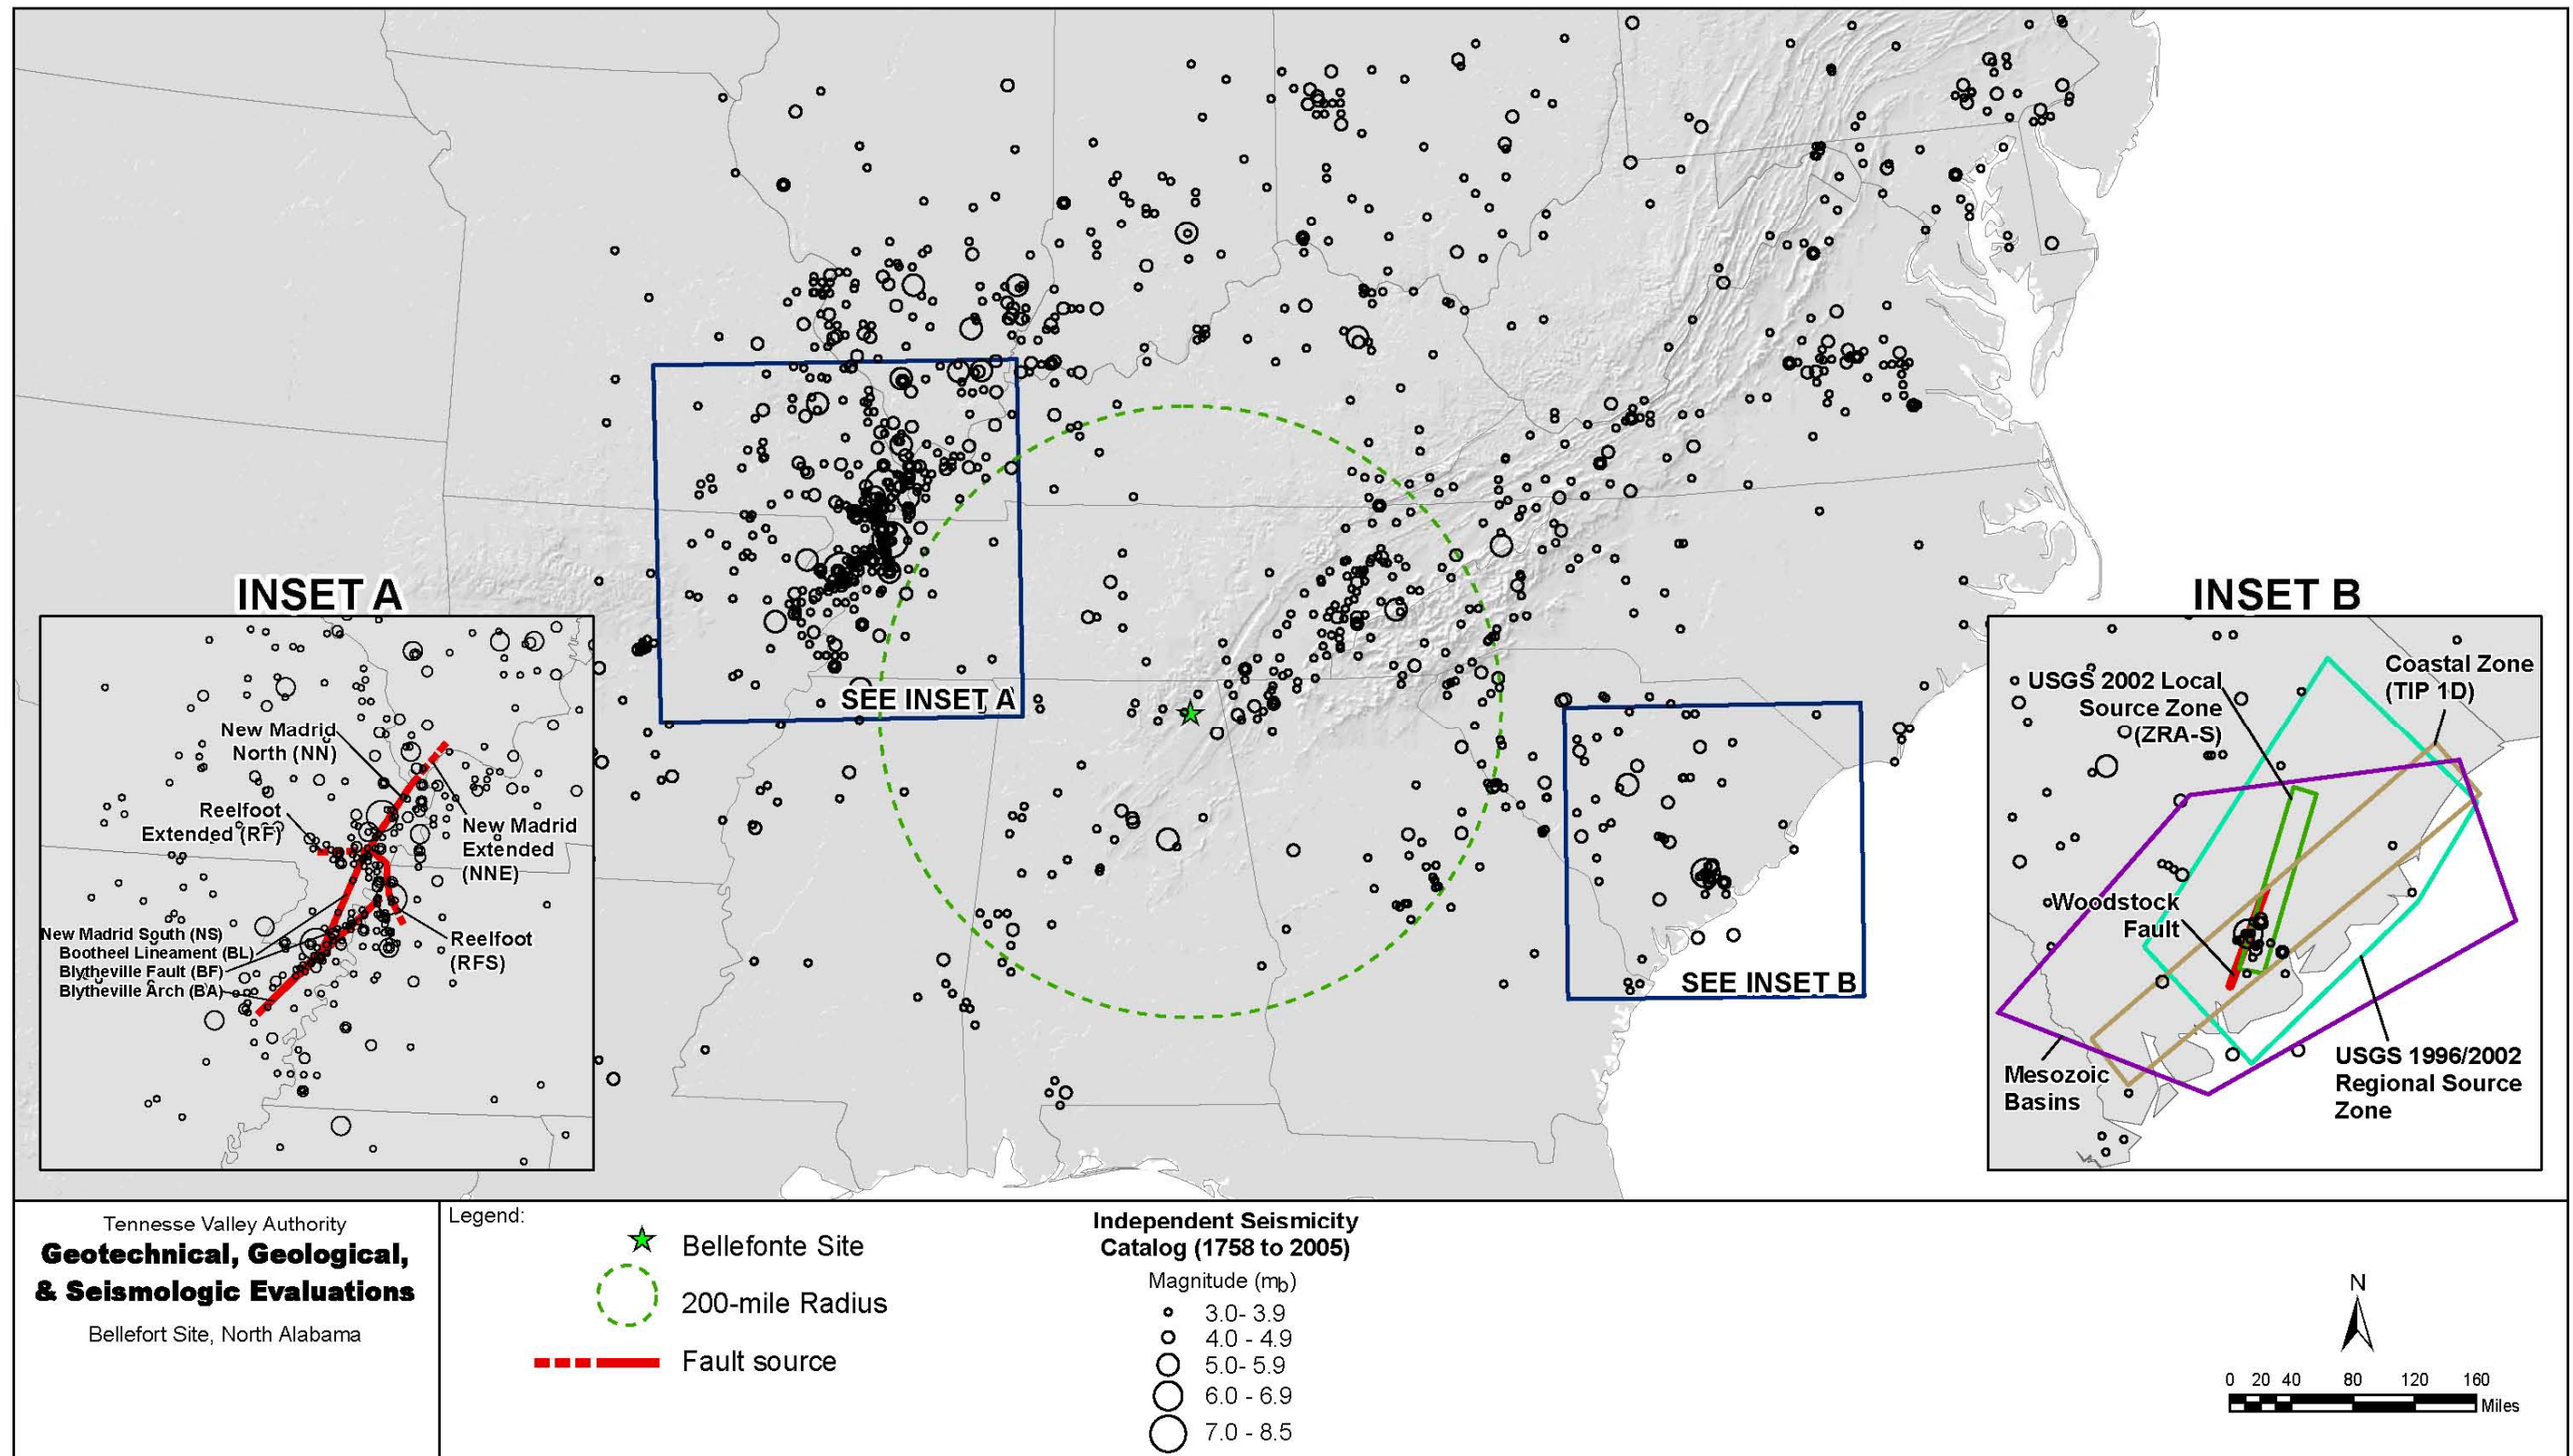 INSET A
New Madrid
North (NN)
Reelfoot
Extended (RF)
New Madrid
Extended
(NNE)
New Madrid South (NS)
Bootheel Lineament (BL)
Blytheville Fault (BF)
Blytheville Arch (BA)
Reelfoot
(RFS)
SEE INSET A
SEE INSET B
INSET B
Coastal Zone
(TIP 1D)
USGS 2002 Local
Source Zone
(ZRA-S)
Woodstock
Fault
Mesozoic
Basins
USGS 1996/2002
Regional Source
Zone
Tennesse Valley Authority
Geotechnical, Geological,
& Seismologic Evaluations
Bellefort Site, North Alabama
Legend:
Bellefonte Site
200-mile Radius
Fault source
Independent Seismicity
Catalog (1758 to 2005)
Magnitude (mb)
3.0- 3.9
4.0 - 4.9
5.0- 5.9
6.0 - 6.9
7.0 - 8.5
N
0 20 40 80 120 160
Miles